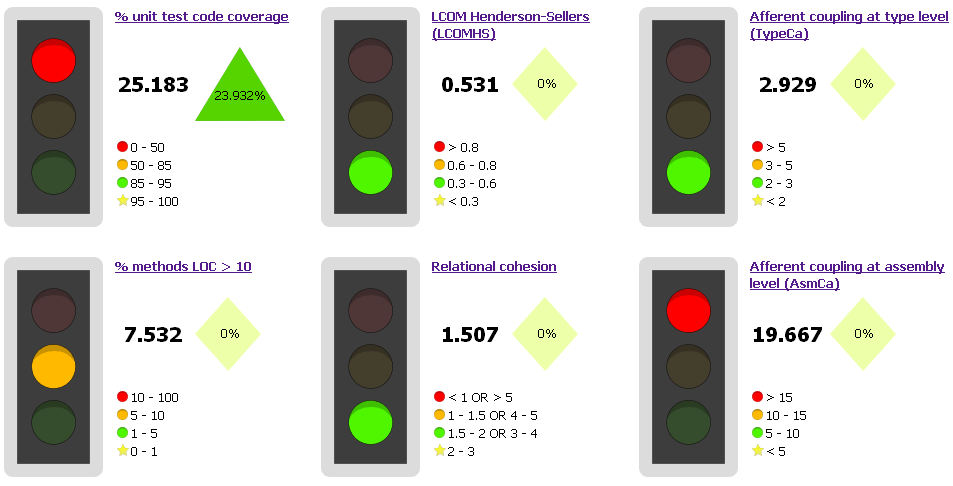 % unit test code coverage
25.183
23.932%
0 - 50
50 - 85
85 - 95
95 - 100
LCOM Henderson-Sellers
(LCOMHS)
0.531
0%
> 0.8
0.6 - 0.8
0.3 - 0.6
< 0.3
Afferent coupling at type level
(TypeCa)
2.929
0%
> 5
3 - 5
2 - 3
< 2
% methods LOC > 10
7.532
0%
10 - 100
5 - 10
1 - 5
0 - 1
Relational cohesion
1.507
0%
< 1 OR > 5
1 - 1.5 OR 4 - 5
1.5 - 2 OR 3 - 4
2 - 3
Afferent coupling at assembly
level (AsmCa)
19.667
0%
> 15
10 - 15
5 - 10
< 5